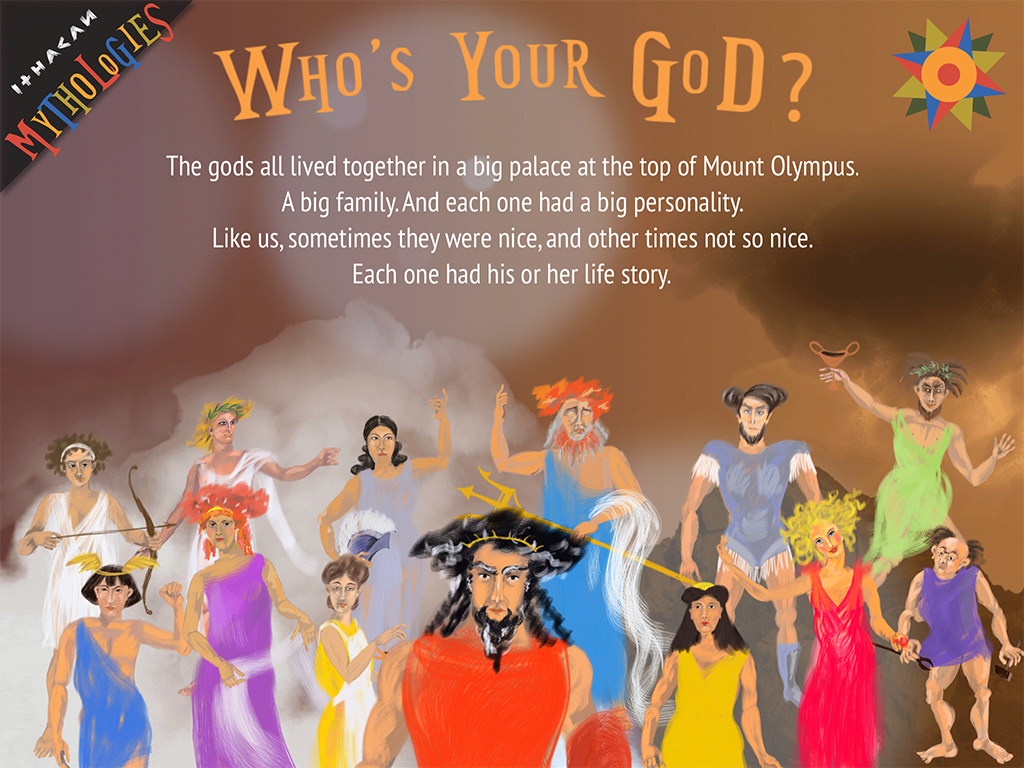 ITHACAN
MYTHOLOGIES
WHO'S YOUR GOD?
The gods all lived together in a big palace at the top of Mount Olympus.
A big family. And each one had a big personality.
Like us, sometimes they were nice, and other times not so nice.
Each one had his or her life story.